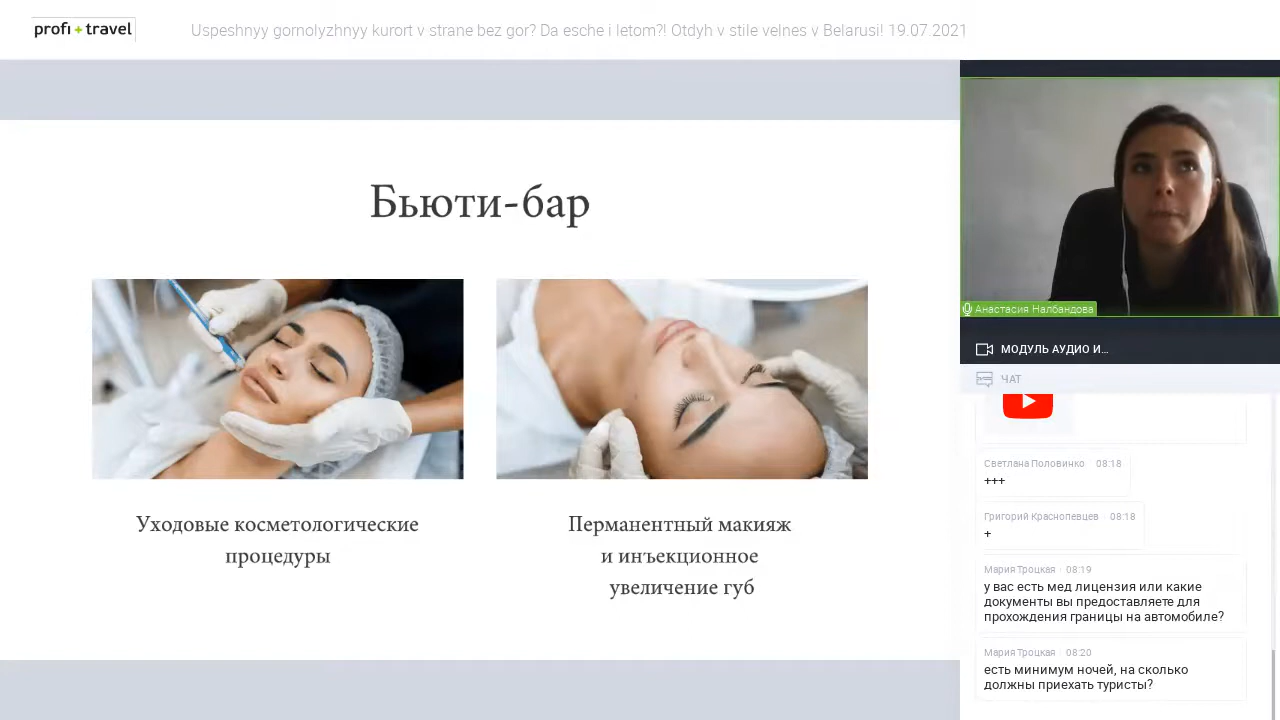 profi + travel
Uspeshnyy gornolyzhnyy kurort v strane bez gor? Da esche i letom?! Otdyh v stile velnes v Belarusi! 19.07.2021
Бьюти-бар
Уходовые косметологические
процедуры
Перманентный макияж
и инъекционное
увеличение губ
Анастасия Налбандова
МОДУЛЬ АУДИО И...
ЧАТ
Светлана Половинко 08:18
+++
Григорий Краснопевцев 08:18
+
Мария Троцкая 08:19
у вас есть мед лицензия или какие
документы вы предоставляете для
прохождения границы на автомобиле?
Мария Троцкая 08:20
есть минимум ночей, на сколько
должны приехать туристы?